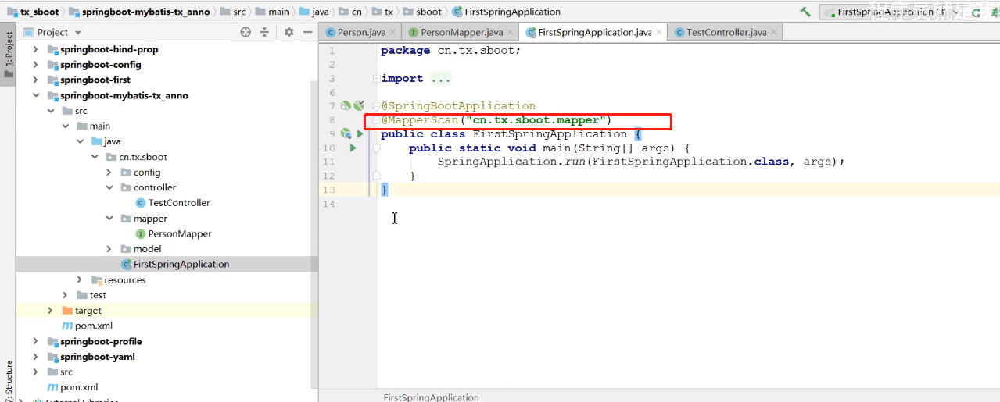 tx_sboot springboot-mybatis-tx_anno src main java cn tx sboot FirstSpringApplication FirstSpringApplication (3)
1: Project
Z: Structure
Project
springboot-bind-prop
springboot-config
springboot-first
springboot-mybatis-tx_anno
src
main
java
cn.tx.sboot
config
controller
TestController
mapper
PersonMapper
model
FirstSpringApplication
resources
test
target
pom.xml
springboot-profile
springboot-yaml
src
pom.xml
External Libraries
Person.java PersonMapper.java FirstSpringApplication.java TestController.java
1 package cn.tx.sboot;
2
3 import ...
6
7 @SpringBootApplication
8 @MapperScan("cn.tx.sboot.mapper")
9 public class FirstSpringApplication {
10 public static void main(String[] args) {
11 SpringApplication.run(FirstSpringApplication.class, args);
12 }
13 }
14
FirstSpringApplication